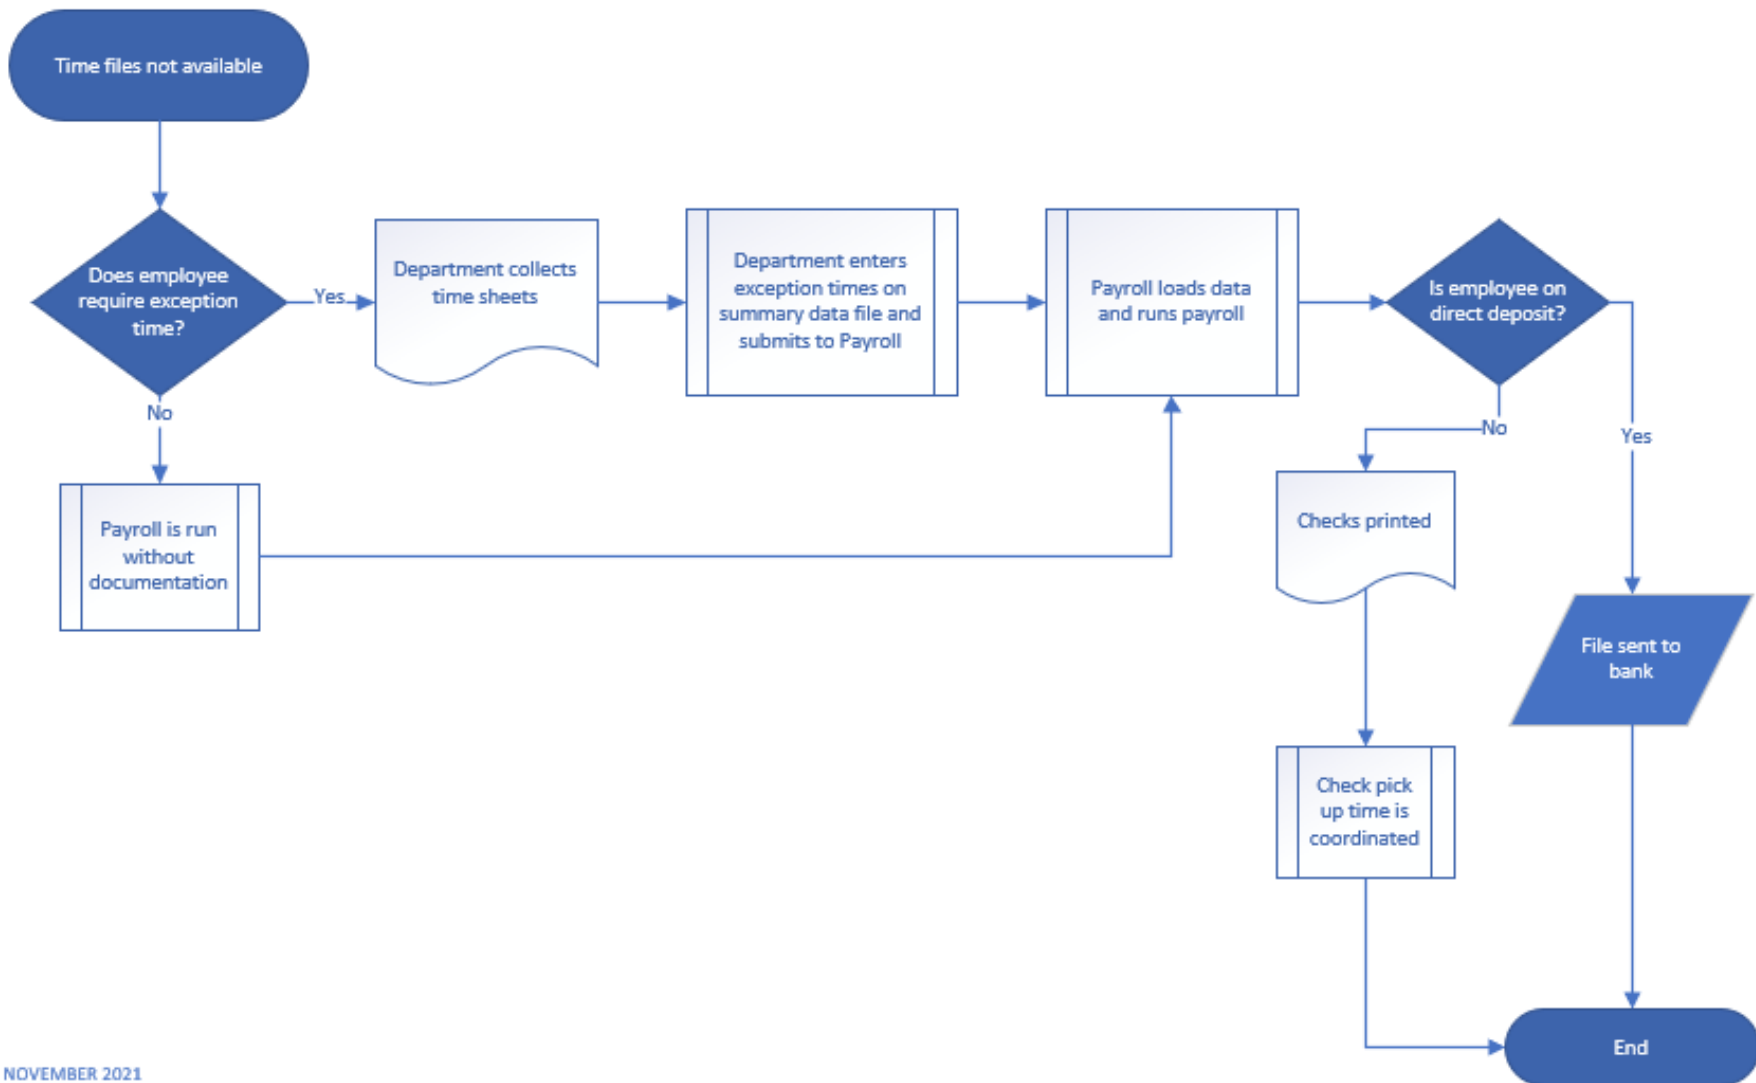 Time files not available
Does employee
require exception
time?
Yes
Department collects
time sheets
Department enters
exception times on
summary data file and
submits to Payroll
Payroll loads data
and runs payroll
Is employee on
direct deposit?
No
Payroll is run
without
documentation
No
Yes
Checks printed
File sent to
bank
Check pick
up time is
coordinated
End
NOVEMBER 2021